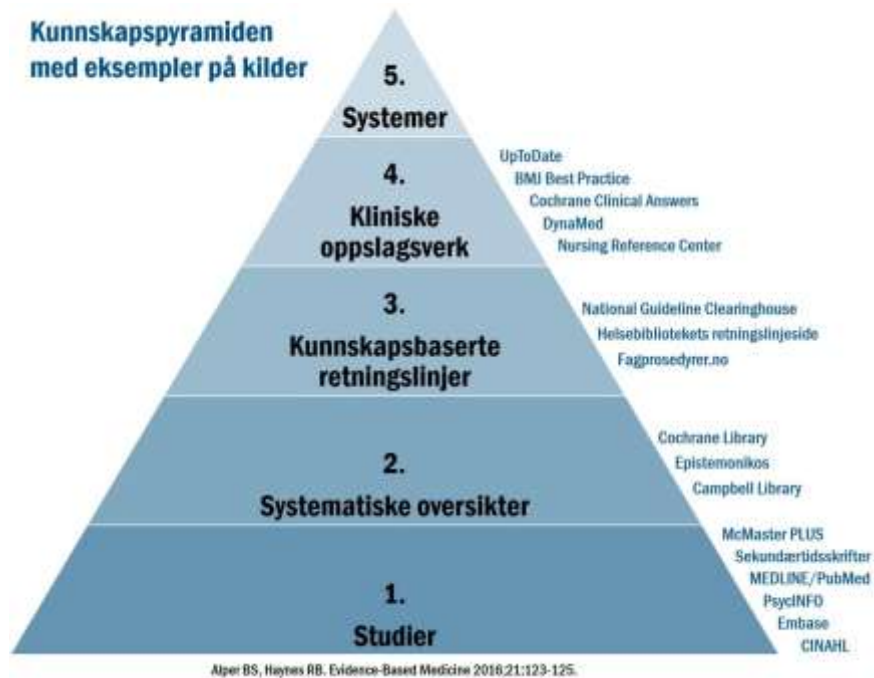 Kunnskapspyramiden
med eksempler på kilder
5.
Systemer
4.
Kliniske
oppslagsverk
UpToDate
BMJ Best Practice
Cochrane Clinical Answers
DynaMed
Nursing Reference Center
3.
Kunnskapsbaserte
retningslinjer
National Guideline Clearinghouse
Helsebibliotekets retningslinjeside
Fagprosedyrer.no
2.
Systematiske oversikter
Cochrane Library
Epistemonikos
Campbell Library
1.
Studier
McMaster PLUS
Sekundærtidsskrifter
MEDLINE/PubMed
PsycINFO
Embase
CINAHL
Alper BS, Haynes RB. Evidence-Based Medicine 2016;21:123-125.